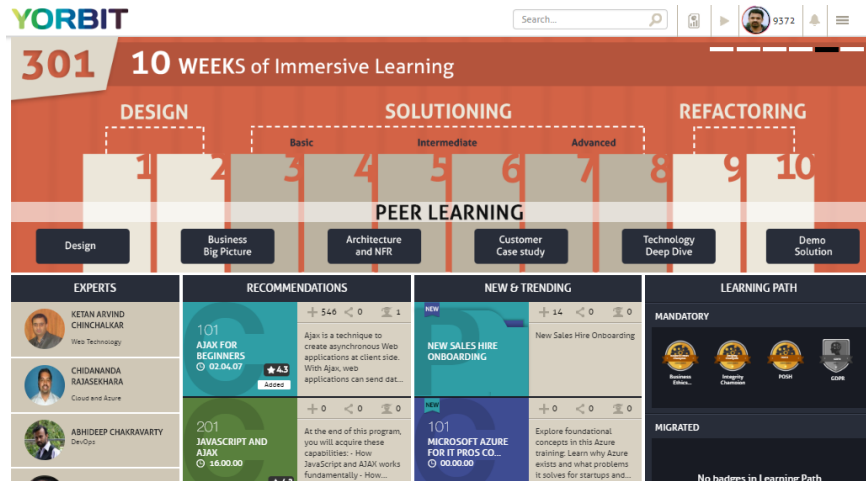 YORBIT
Search...
9372
301
10 WEEKS of Immersive Learning
DESIGN
SOLUTIONING
REFACTORING
Basic
Intermediate
Advanced
1
2
3
4
5
6
7
8
9
10
PEER LEARNING
Design
Business
Big Picture
Architecture
and NFR
Customer
Case study
Technology
Deep Dive
Demo
Solution
EXPERTS
KETAN ARVIND
CHINCHALKAR
Web Technology
CHIDANANDA
RAJASEKHARA
Cloud and Azure
ABHIDEEP CHAKRAVARTY
DevOps
RECOMMENDATIONS
101
AJAX FOR
BEGINNERS
02.04.07
4.3
Added
546
0
1
Ajax is a technique to
create asynchronous Web
applications at client side.
With Ajax, web
applications can send dat...
201
JAVASCRIPT AND
AJAX
16.00.00
0
0
0
At the end of this program,
you will acquire these
capabilities: - How
JavaScript and AJAX works
fundamentally - How...
NEW & TRENDING
NEW
NEW SALES HIRE
ONBOARDING
14
0
0
New Sales Hire Onboarding
NEW
101
MICROSOFT AZURE
FOR IT PROS CO...
00.00.00
0
0
0
Explore foundational
concepts in this Azure
training. Learn why Azure
exists and what problems
it solves for startups and...
LEARNING PATH
MANDATORY
Business
Ethics...
Integrity
Champion
POSH
GDPR
MIGRATED
No badges in Learning Path